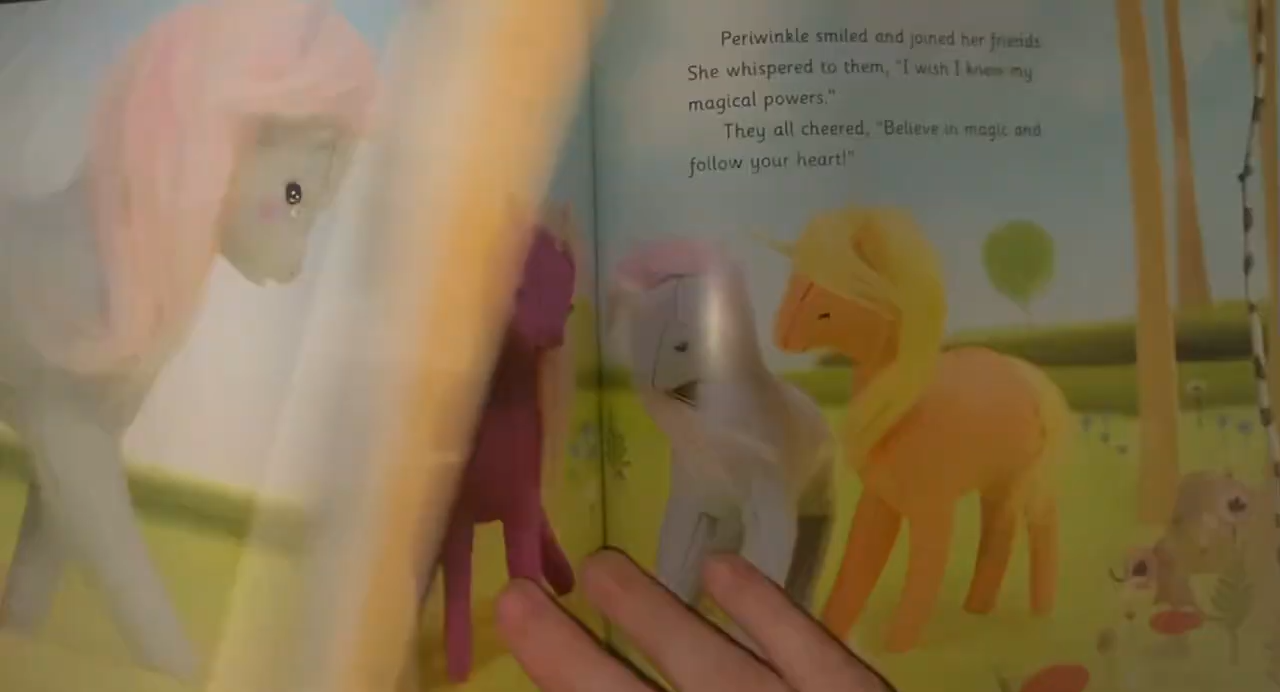 Periwinkle smiled and joined her friends
She whispered to them, "I wish I knew my
magical powers."
They all cheered, "Believe in magic and
follow your heart!"